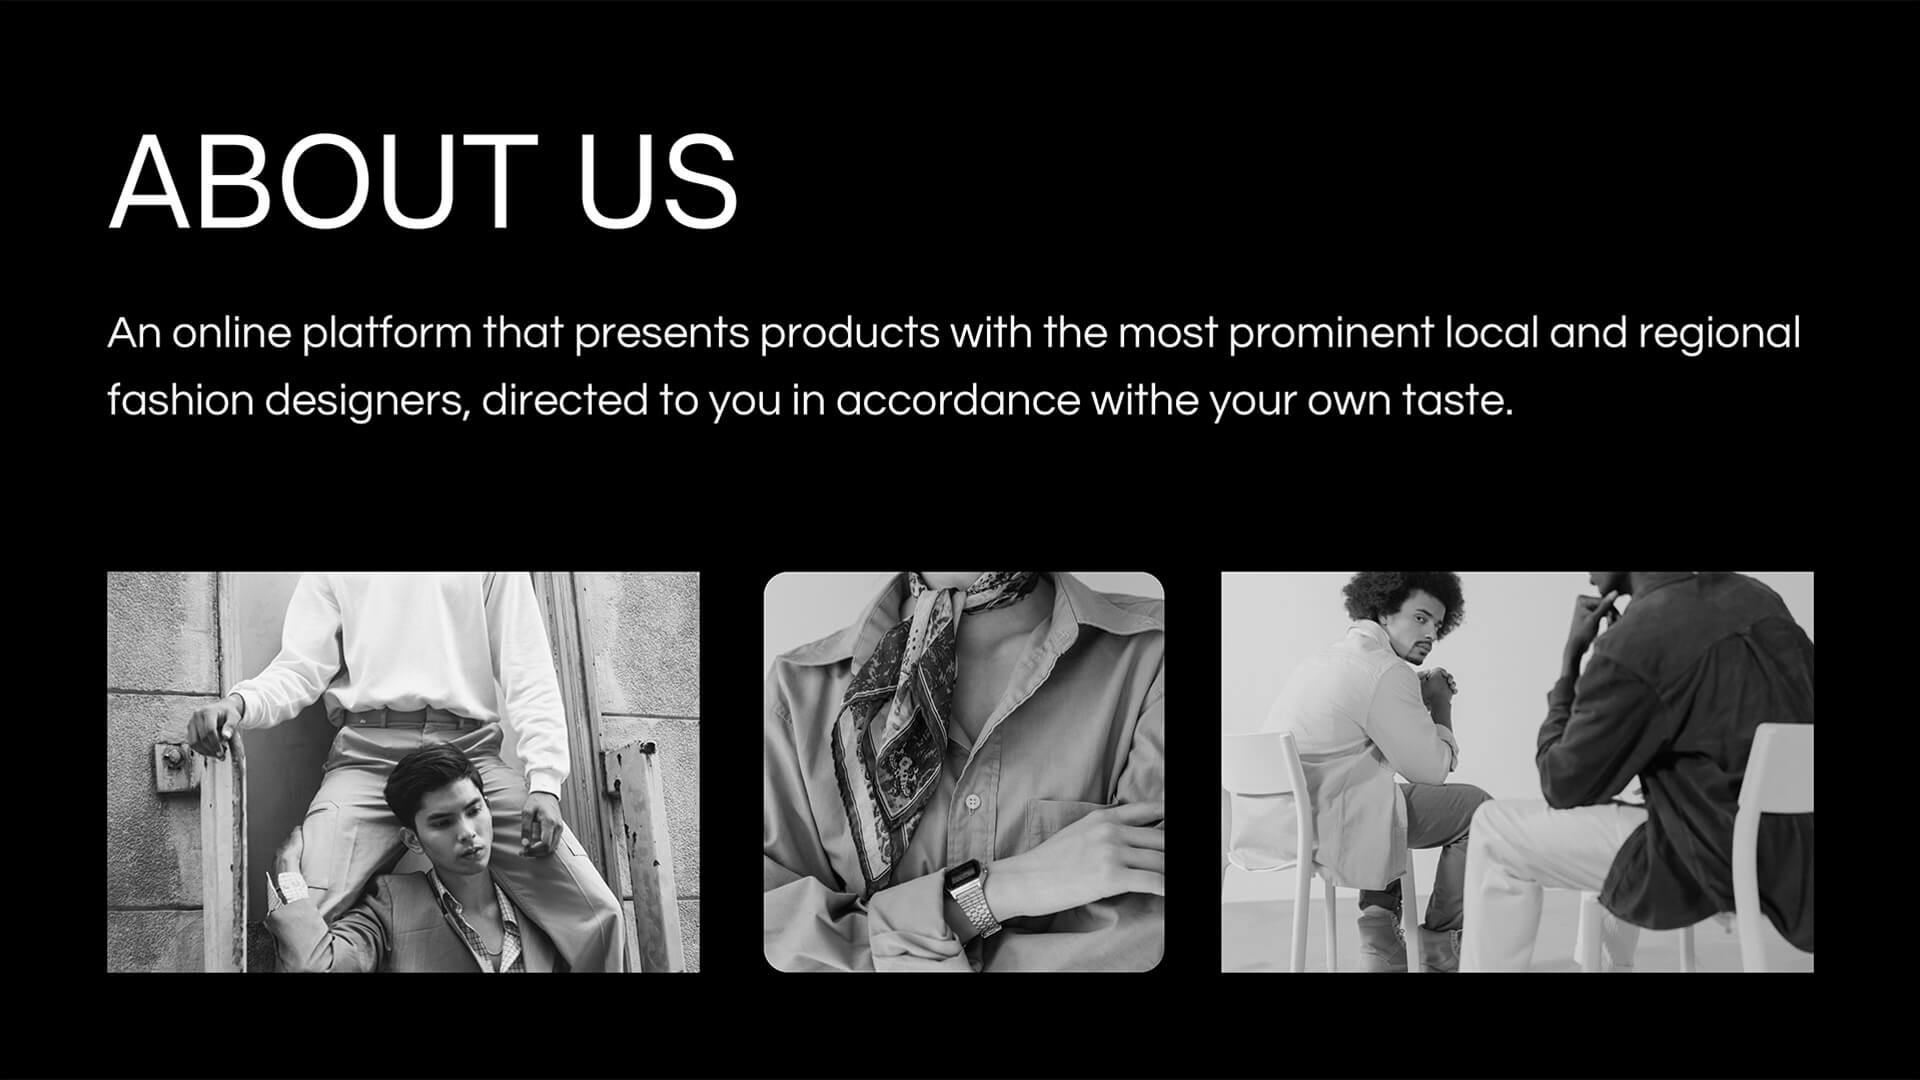 ABOUT US
An online platform that presents products with the most prominent local and regional
fashion designers, directed to you in accordance withe your own taste.